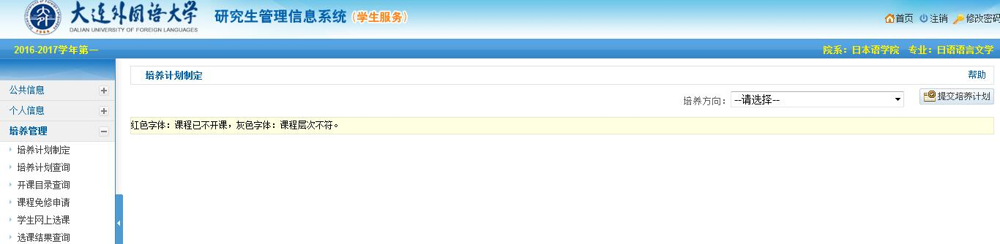 大连外国语大学
DALIAN UNIVERSITY OF FOREIGN LANGUAGES
研究生管理信息系统(学生服务)
首页 注销 修改密码
2016-2017学年第一
院系：日本语学院 专业：日语语言文学
培养计划制定
帮助
公共信息
个人信息
培养管理
培养计划制定
培养计划查询
开课目录查询
课程免修申请
学生网上选课
选课结果查询
培养方向：--请选择--
提交培养计划
红色字体：课程已不开课，灰色字体：课程层次不符。